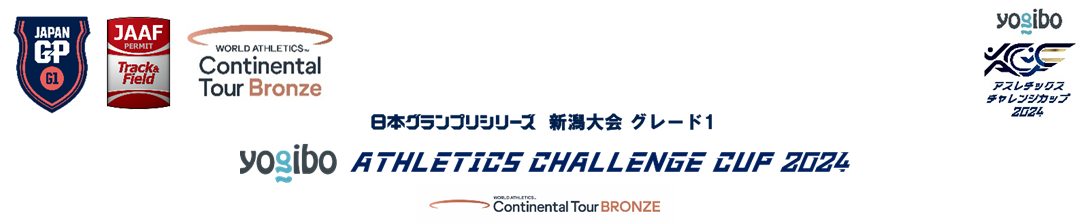 JAPAN
GP
G1
JAAF
PERMIT
Track&
Field
WORLD ATHLETICS™
Continental
Tour Bronze
yogibo
ACC
アスレチックス
チャレンジカップ
2024
日本グランプリシリーズ 新潟大会 グレード1
yogibo ATHLETICS CHALLENGE CUP 2024
WORLD ATHLETICS™
Continental Tour BRONZE